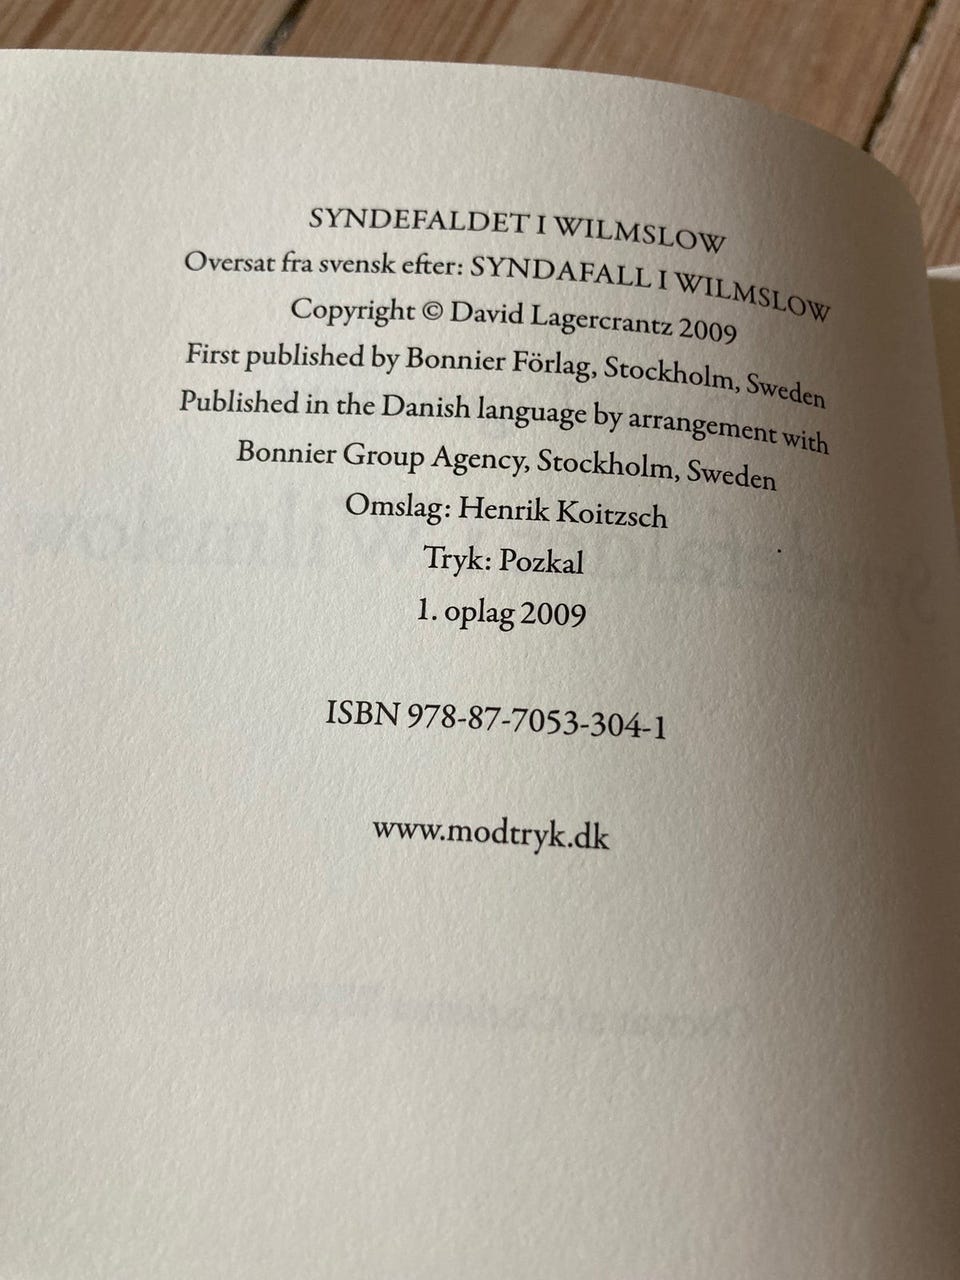 SYNDEFALDET I WILMSLOW
Oversat fra svensk efter: SYNDAFALL I WILMSLOW
Copyright © David Lagercrantz 2009
First published by Bonnier Förlag, Stockholm, Sweden
Published in the Danish language by arrangement with
Bonnier Group Agency, Stockholm, Sweden
Omslag: Henrik Koitzsch
Tryk: Pozkal
1. oplag 2009
ISBN 978-87-7053-304-1
www.modtryk.dk